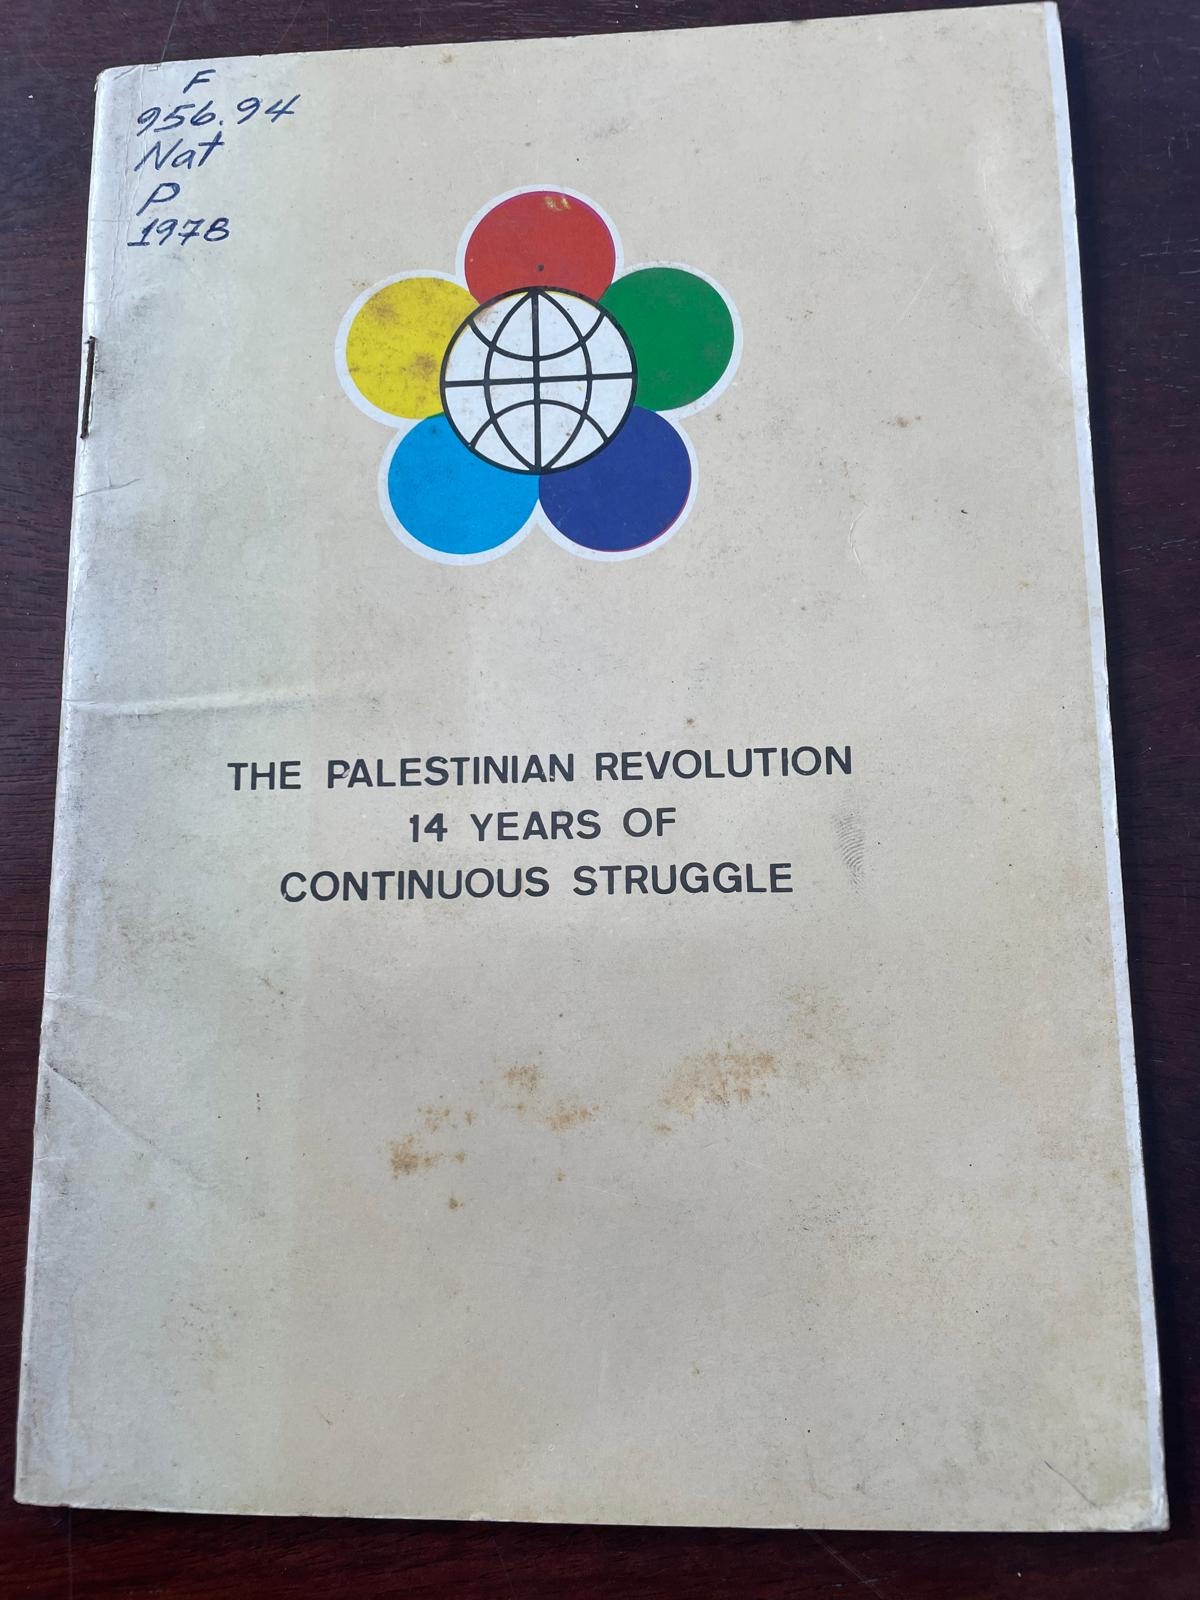 F
956.94
Nat
P
1978
THE PALESTINIAN REVOLUTION
14 YEARS OF
CONTINUOUS STRUGGLE